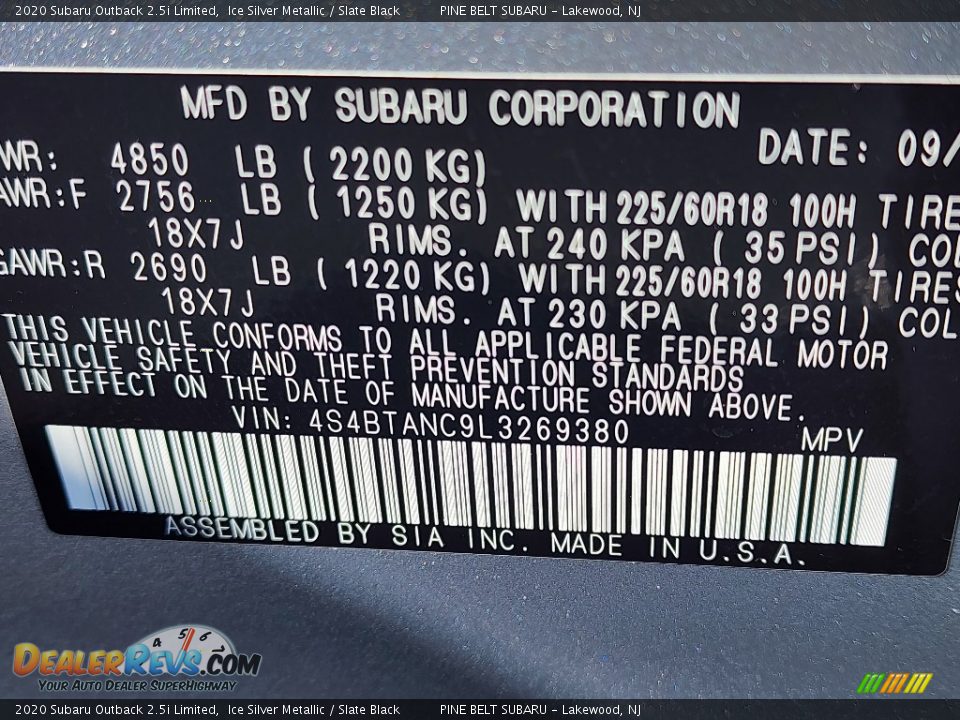 2020 Subaru Outback 2.5i Limited, Ice Silver Metallic / Slate Black PINE BELT SUBARU - Lakewood, NJ
MFD BY SUBARU CORPORATION
DATE: 09/
WR: 4850 LB ( 2200 KG)
AWR:F 2756 LB ( 1250 KG) WITH 225/60R18 100H TIRE
18X7J RIMS. AT 240 KPA ( 35 PSI) COL
GAWR:R 2690 LB ( 1220 KG) WITH 225/60R18 100H TIRES
18X7J RIMS. AT 230 KPA ( 33 PSI) COL
THIS VEHICLE CONFORMS TO ALL APPLICABLE FEDERAL MOTOR
VEHICLE SAFETY AND THEFT PREVENTION STANDARDS
IN EFFECT ON THE DATE OF MANUFACTURE SHOWN ABOVE.
VIN: 4S4BTANC9L3269380
MPV
ASSEMBLED BY SIA INC. MADE IN U.S.A.
4 5 6
DEALERREVS.COM
YOUR AUTO DEALER SUPERHIGHWAY
2020 Subaru Outback 2.5i Limited, Ice Silver Metallic / Slate Black PINE BELT SUBARU - Lakewood, NJ